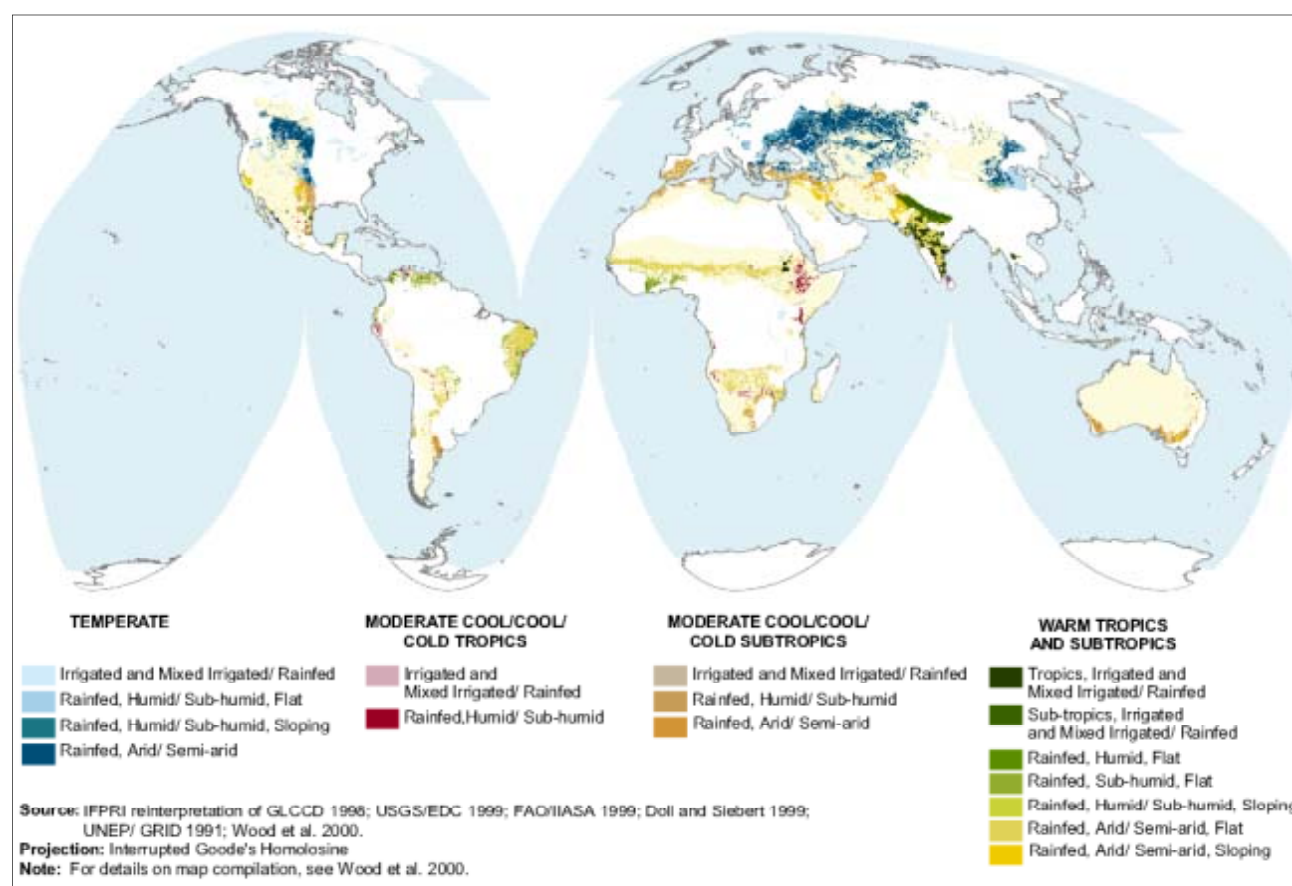 TEMPERATE
Irrigated and Mixed Irrigated/ Rainfed
Rainfed, Humid/ Sub-humid, Flat
Rainfed, Humid/ Sub-humid, Sloping
Rainfed, Arid/ Semi-arid
MODERATE COOL/COOL/
COLD TROPICS
Irrigated and
Mixed Irrigated/ Rainfed
Rainfed,Humid/ Sub-humid
MODERATE COOL/COOL/
COLD SUBTROPICS
Irrigated and Mixed Irrigated/ Rainfed
Rainfed, Humid/ Sub-humid
Rainfed, Arid/ Semi-arid
WARM TROPICS
AND SUBTROPICS
Tropics, Irrigated and
Mixed Irrigated/ Rainfed
Sub-tropics, Irrigated
and Mixed Irrigated/ Rainfed
Rainfed, Humid, Flat
Rainfed, Sub-humid, Flat
Rainfed, Humid/ Sub-humid, Sloping
Rainfed, Arid/ Semi-arid, Flat
Rainfed, Arid/ Semi-arid, Sloping
Source: IFPRI reinterpretation of GLCCD 1998; USGS/EDC 1999; FAO/IIASA 1999; Doll and Siebert 1999;
UNEP/ GRID 1991; Wood et al. 2000.
Projection: Interrupted Goode's Homolosine
Note: For details on map compilation, see Wood et al. 2000.